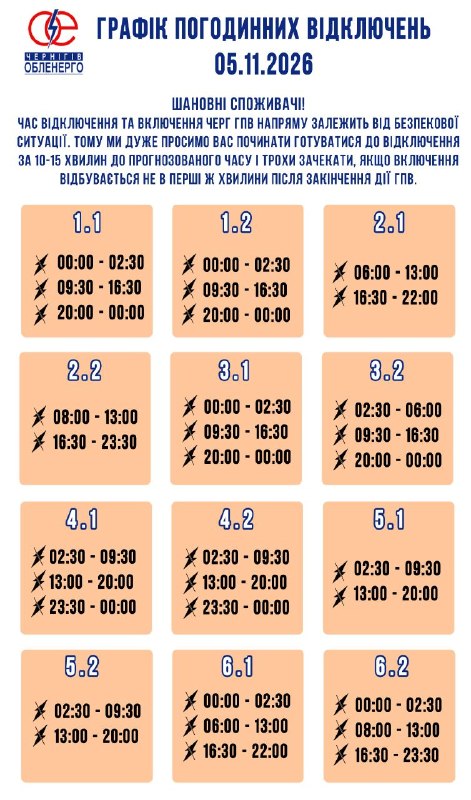 ЧЕРНІГІВ
ОБЛЕНЕРГО
ГРАФІК ПОГОДИННИХ ВІДКЛЮЧЕНЬ
05.11.2026
ШАНОВНІ СПОЖИВАЧІ!
ЧАС ВІДКЛЮЧЕННЯ ТА ВКЛЮЧЕННЯ ЧЕРГ ГПВ НАПРЯМУ ЗАЛЕЖИТЬ ВІД БЕЗПЕКОВОЇ
СИТУАЦІЇ. ТОМУ МИ ДУЖЕ ПРОСИМО ВАС ПОЧИНАТИ ГОТУВАТИСЯ ДО ВІДКЛЮЧЕННЯ
ЗА 10-15 ХВИЛИН ДО ПРОГНОЗОВАНОГО ЧАСУ І ТРОХИ ЗАЧЕКАТИ, ЯКЩО ВКЛЮЧЕННЯ
ВІДБУВАЄТЬСЯ НЕ В ПЕРШІ Ж ХВИЛИНИ ПІСЛЯ ЗАКІНЧЕННЯ ДІЇ ГПВ.
1.1
00:00 - 02:30
09:30 - 16:30
20:00 - 00:00
1.2
00:00 - 02:30
09:30 - 16:30
20:00 - 00:00
2.1
06:00 - 13:00
16:30 - 22:00
2.2
08:00 - 13:00
16:30 - 23:30
3.1
00:00 - 02:30
09:30 - 16:30
20:00 - 00:00
3.2
02:30 - 06:00
09:30 - 16:30
20:00 - 00:00
4.1
02:30 - 09:30
13:00 - 20:00
23:30 - 00:00
4.2
02:30 - 09:30
13:00 - 20:00
23:30 - 00:00
5.1
02:30 - 09:30
13:00 - 20:00
5.2
02:30 - 09:30
13:00 - 20:00
6.1
00:00 - 02:30
06:00 - 13:00
16:30 - 22:00
6.2
00:00 - 02:30
08:00 - 13:00
16:30 - 23:30